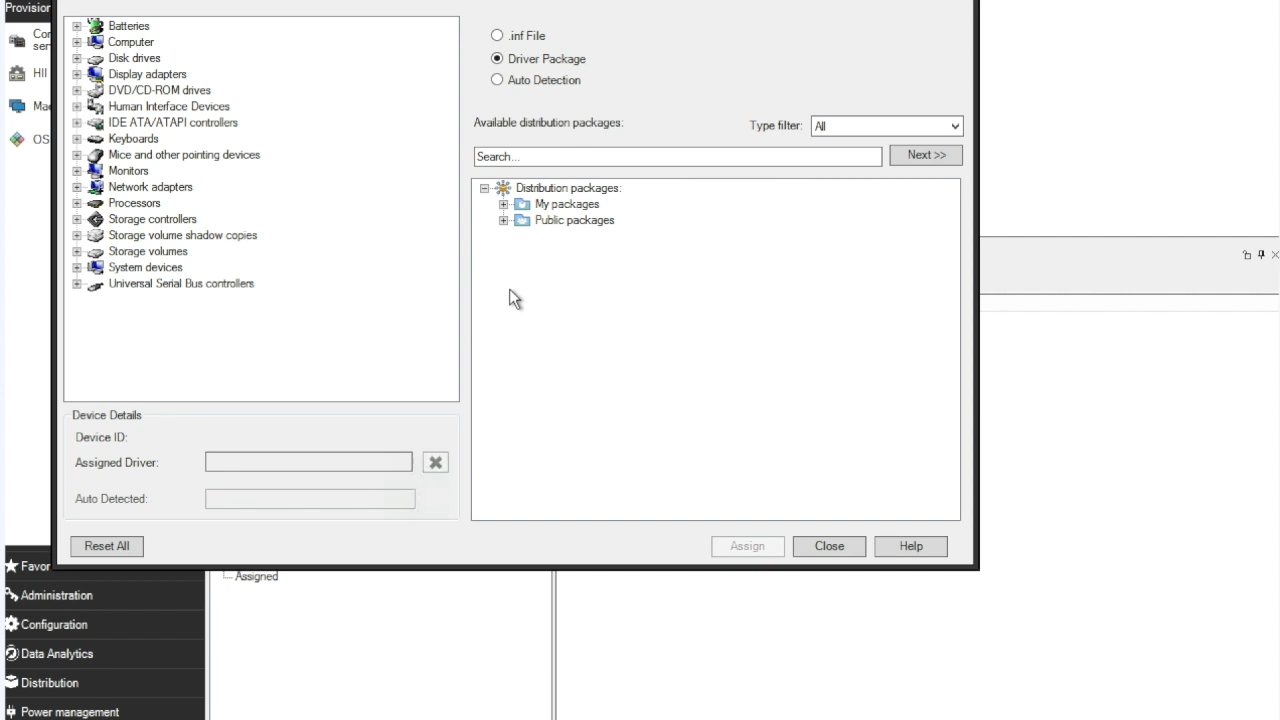 Provision
Con
serv
HII
Mac
OS
Batteries
Computer
Disk drives
Display adapters
DVD/CD-ROM drives
Human Interface Devices
IDE ATA/ATAPI controllers
Keyboards
Mice and other pointing devices
Monitors
Network adapters
Processors
Storage controllers
Storage volume shadow copies
Storage volumes
System devices
Universal Serial Bus controllers
Device Details
Device ID:
Assigned Driver:
Auto Detected:
Reset All
.inf File
Driver Package
Auto Detection
Available distribution packages:
Type filter: All
Search...
Next >>
Distribution packages:
My packages
Public packages
Assign
Close
Help
Favor
Administration
Configuration
Data Analytics
Distribution
Power management
Assigned